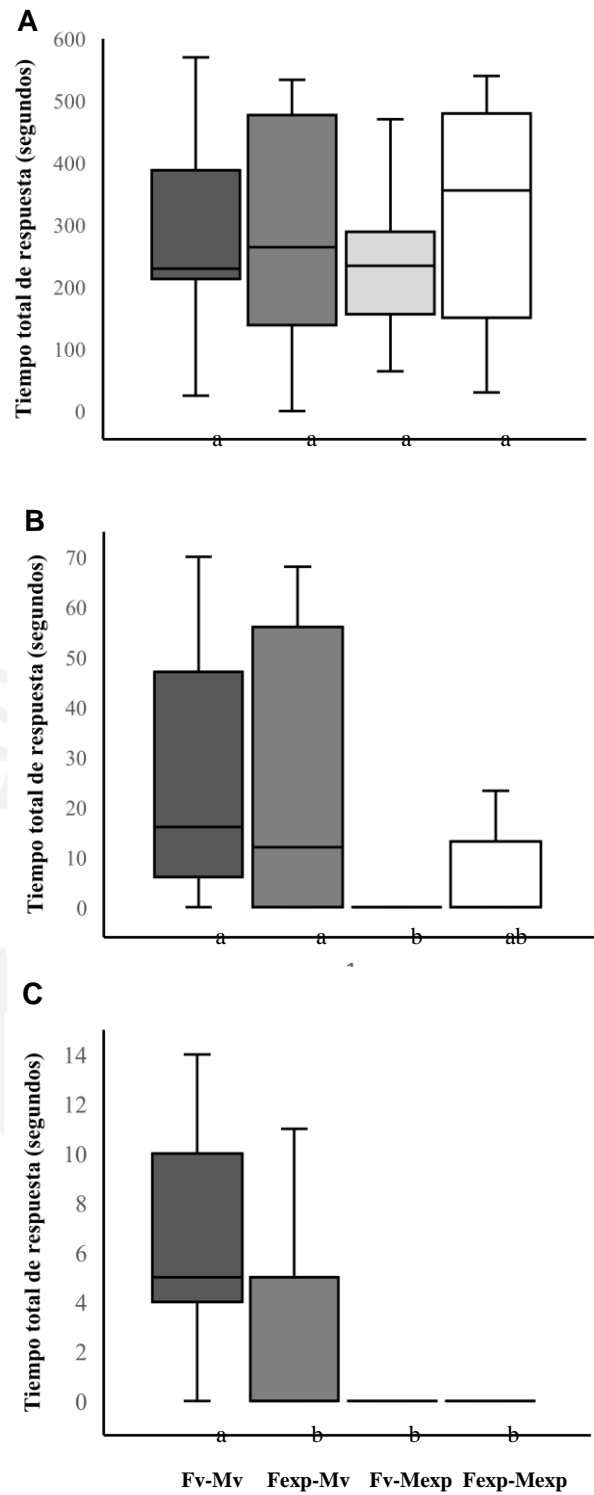 A
Tiempo total de respuesta (segundos)
600
500
400
300
200
100
0
a a a a
B
Tiempo total de respuesta (segundos)
70
60
50
40
30
20
10
0
a a b ab
C
Tiempo total de respuesta (segundos)
14
12
10
8
6
4
2
0
a b b b
Fv-Mv Fexp-Mv Fv-Mexp Fexp-Mexp